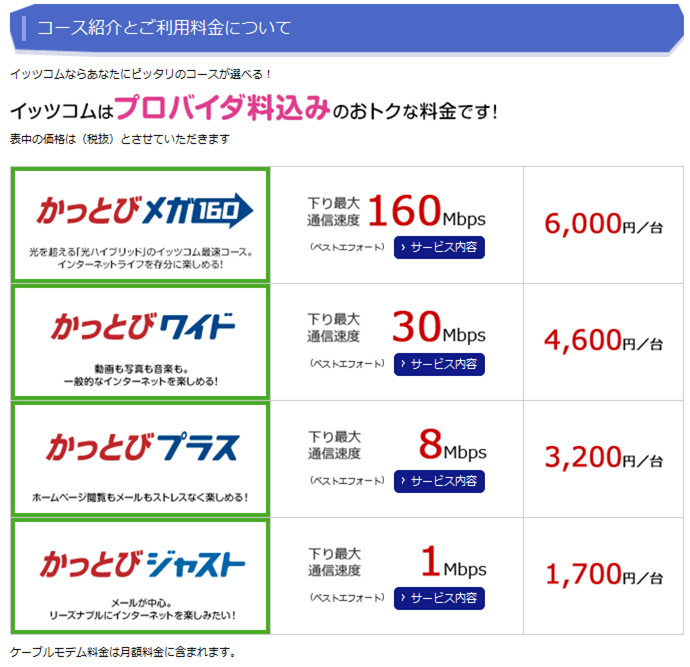 コース紹介とご利用料金について
イッツコムならあなたにピッタリのコースが選べる！
イッツコムはプロバイダ料込みのおトクな料金です!
表中の価格は（税抜）とさせていただきます
かっとびメガ160
光を超える「光ハイブリッド」のイッツコム最速コース。
インターネットライフを存分に楽しめる!
下り最大
通信速度 160Mbps
（ベストエフォート） › サービス内容
6,000円／台
かっとびワイド
動画も写真も音楽も。
一般的なインターネットを楽しめる!
下り最大
通信速度 30Mbps
（ベストエフォート） › サービス内容
4,600円／台
かっとびプラス
ホームページ閲覧もメールもストレスなく楽しめる!
下り最大
通信速度 8Mbps
（ベストエフォート） › サービス内容
3,200円／台
かっとびジャスト
メールが中心。
リーズナブルにインターネットを楽しみたい!
下り最大
通信速度 1Mbps
（ベストエフォート） › サービス内容
1,700円／台
ケーブルモデム料金は月額料金に含まれます。